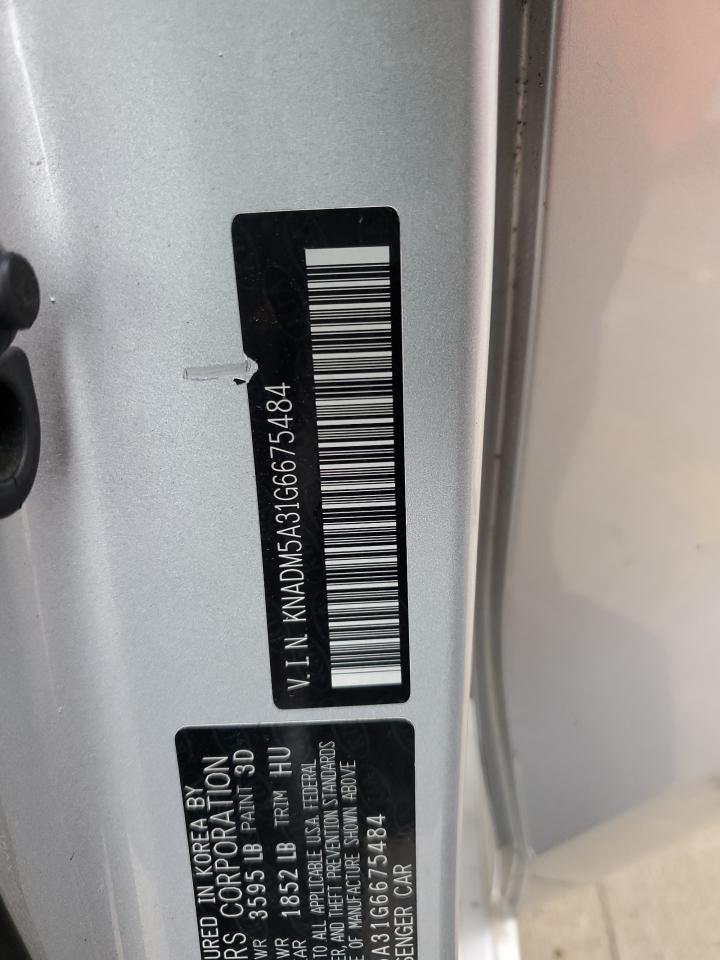 V.I.N. KNADM5A31G6675484
URED IN KOREA BY
RS CORPORATION
WR 3595 LB PAINT 3D
WR 1852 LB TRIM HU
EAR
TO ALL APPLICABLE U.S.A. FEDERAL
ER, AND THEFT PREVENTION STANDARDS
E OF MANUFACTURE SHOWN ABOVE
A31G6675484
SENGER CAR